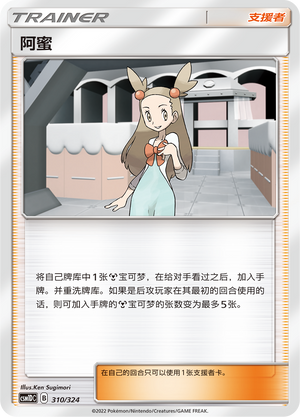 TRAINER
支援者
阿蜜
将自己牌库中1张宝可梦，在给对手看过之后，加入手
牌。并重洗牌库。如果是后攻玩家在其最初的回合使用的
话，则可加入手牌的宝可梦的张数变为最多5张。
在自己的回合只可以使用1张支援者卡。
Illus.Ken Sugimori
CSM1DC B 310/324
©2022 Pokémon/Nintendo/Creatures/GAME FREAK.